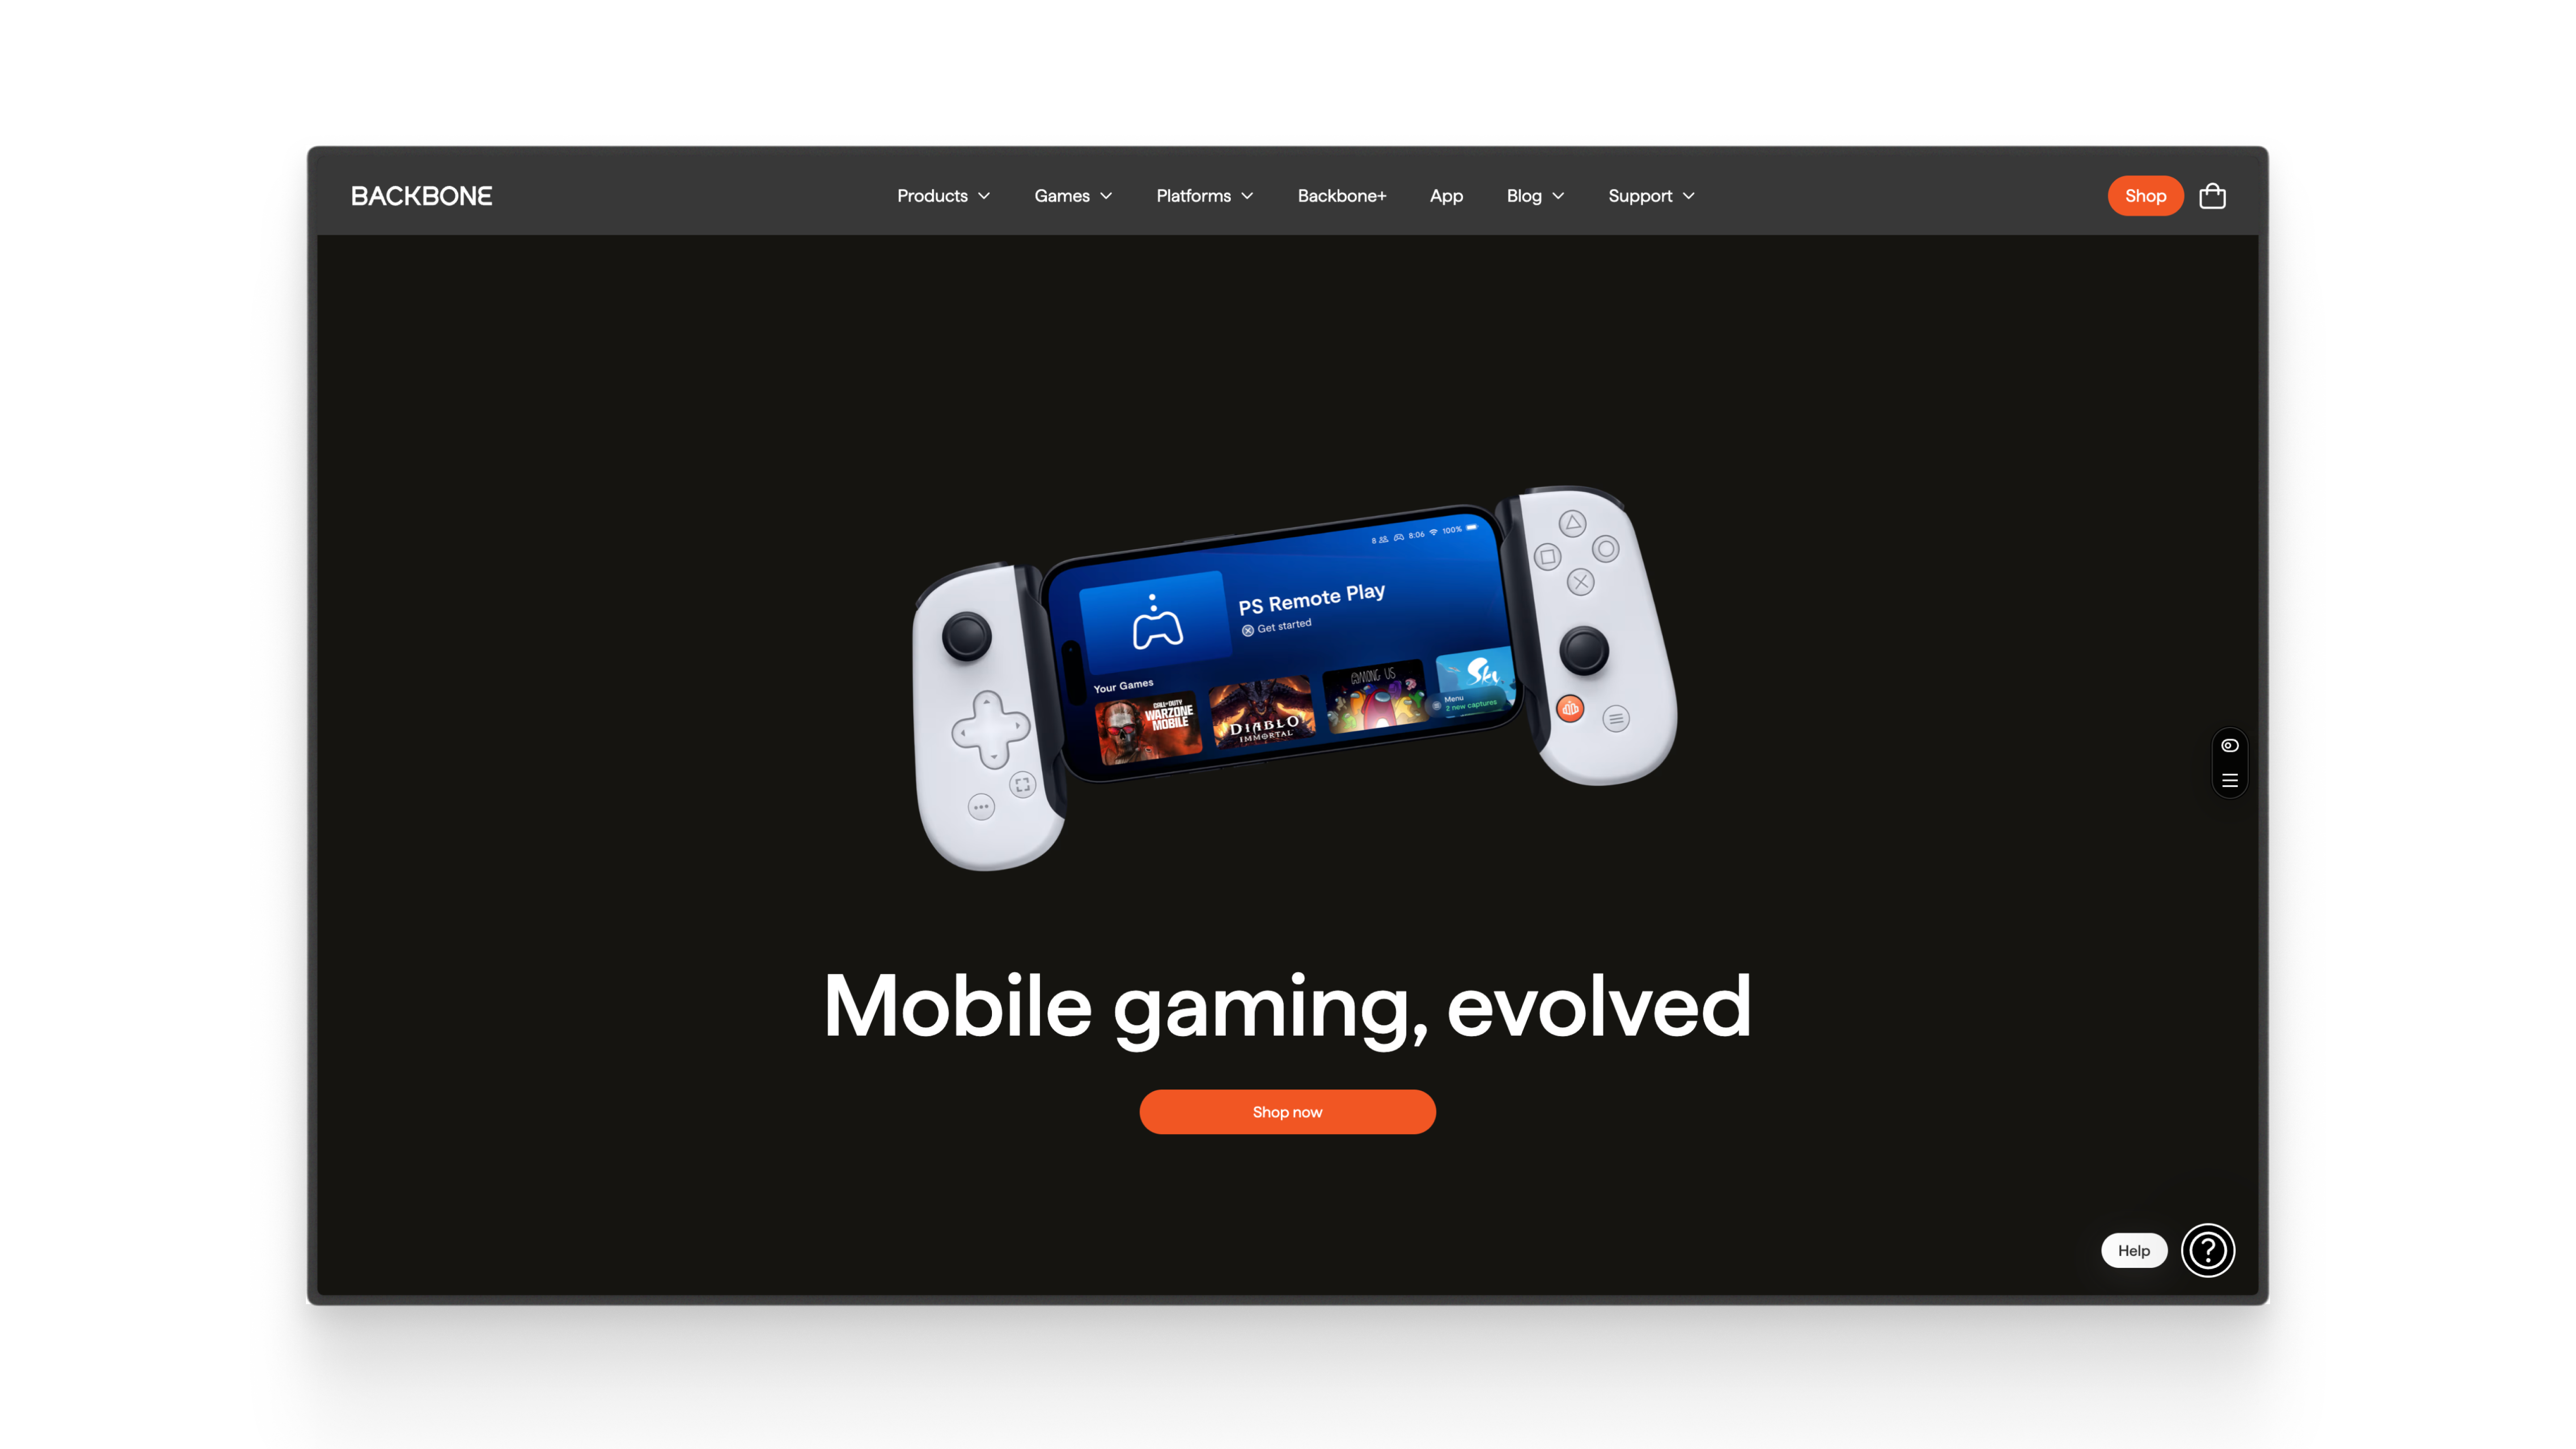 BACKBONE
Products Games Platforms Backbone+ App Blog Support
Shop
8 8:06 100%
PS Remote Play
Get started
Your Games
CALL OF DUTY
WARZONE
MOBILE
DIABLO
IMMORTAL
AMONG US
Sky
Menu
2 new captures
Mobile gaming, evolved
Shop now
Help